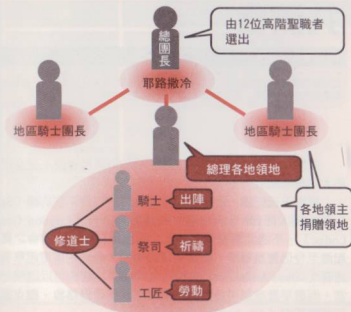 總團長
由12位高階聖職者
選出
耶路撒冷
地區騎士團長
地區騎士團長
總理各地領地
各地領主
捐贈領地
騎士
出陣
修道士
祭司
祈禱
工匠
勞動